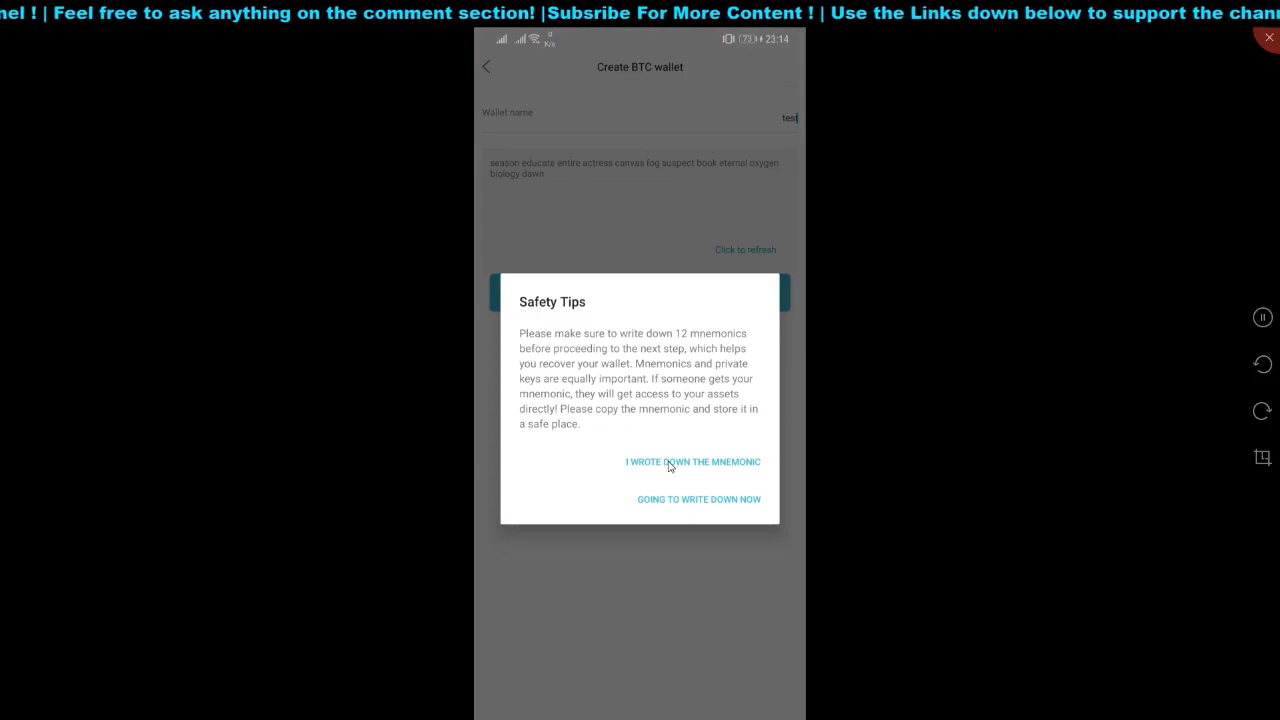 nel ! | Feel free to ask anything on the comment section! |Subsribe For More Content ! | Use the Links down below to support the chann
0
K/s
73
23:14
Create BTC wallet
Wallet name
test
season educate entire actress canvas fog suspect book eternal oxygen
biology dawn
Click to refresh
Safety Tips
Please make sure to write down 12 mnemonics
before proceeding to the next step, which helps
you recover your wallet. Mnemonics and private
keys are equally important. If someone gets your
mnemonic, they will get access to your assets
directly! Please copy the mnemonic and store it in
a safe place.
I WROTE DOWN THE MNEMONIC
GOING TO WRITE DOWN NOW